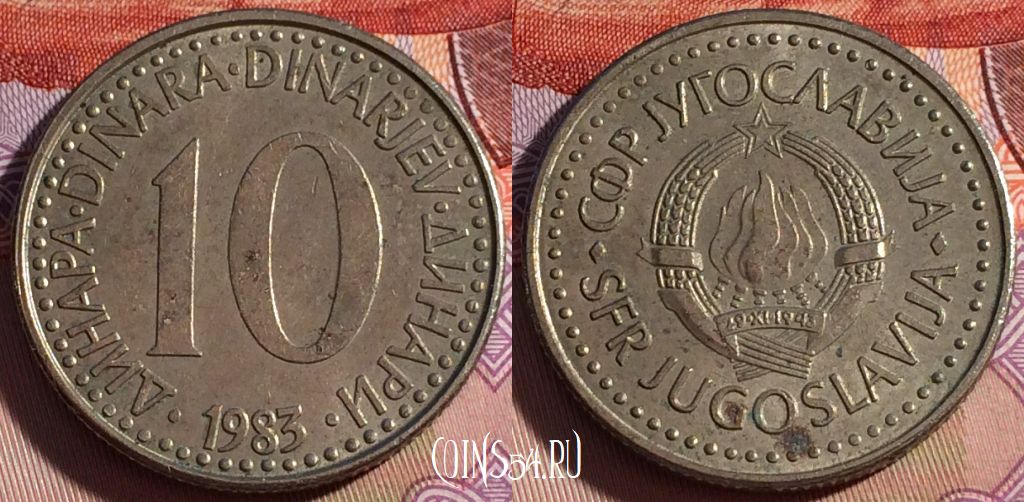 ДИНАРА · DINARA · DINARJEV · ДИНАРИ ·
10
1983
СФР ЈУГОСЛАВИЈА ·
SFR JUGOSLAVIJA ·
29·XI·1943
COINS54.RU